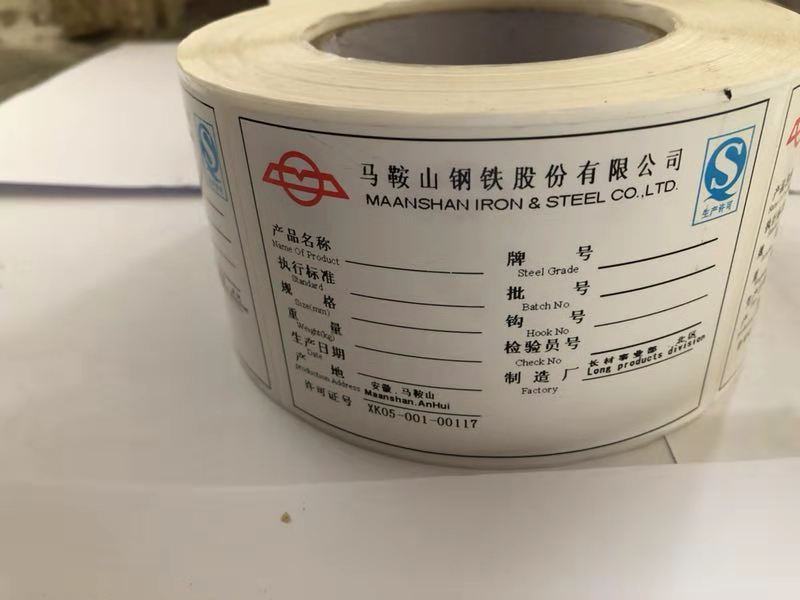 马鞍山钢铁股份有限公司
MAANSHAN IRON & STEEL CO.,LTD.
生产许可
产品名称
Name Of Product
执行标准
Standard
规 格
Size(mm)
重 量
Weight(kg)
生产日期
Date
产 地 安徽．马鞍山
production Address Maanshan.AnHui
许可证号 XK05-001-00117
牌 号
Steel Grade
批 号
Batch No
钩 号
Hook No
检验员号
Check No
制造厂 长材事业部．北区
Factory Long products division